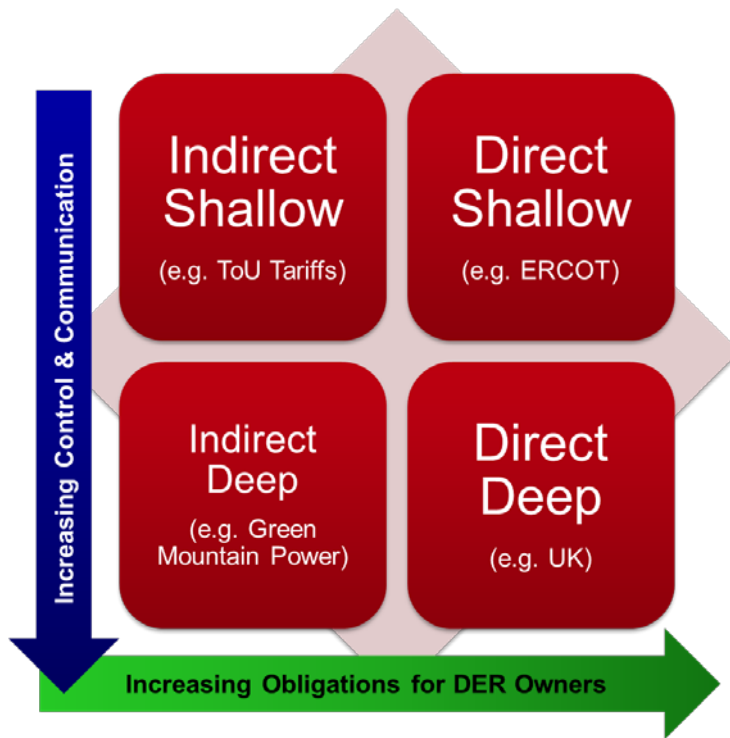 Increasing Control & Communication
Indirect
Shallow
(e.g. ToU Tariffs)
Direct
Shallow
(e.g. ERCOT)
Indirect
Deep
(e.g. Green
Mountain Power)
Direct
Deep
(e.g. UK)
Increasing Obligations for DER Owners